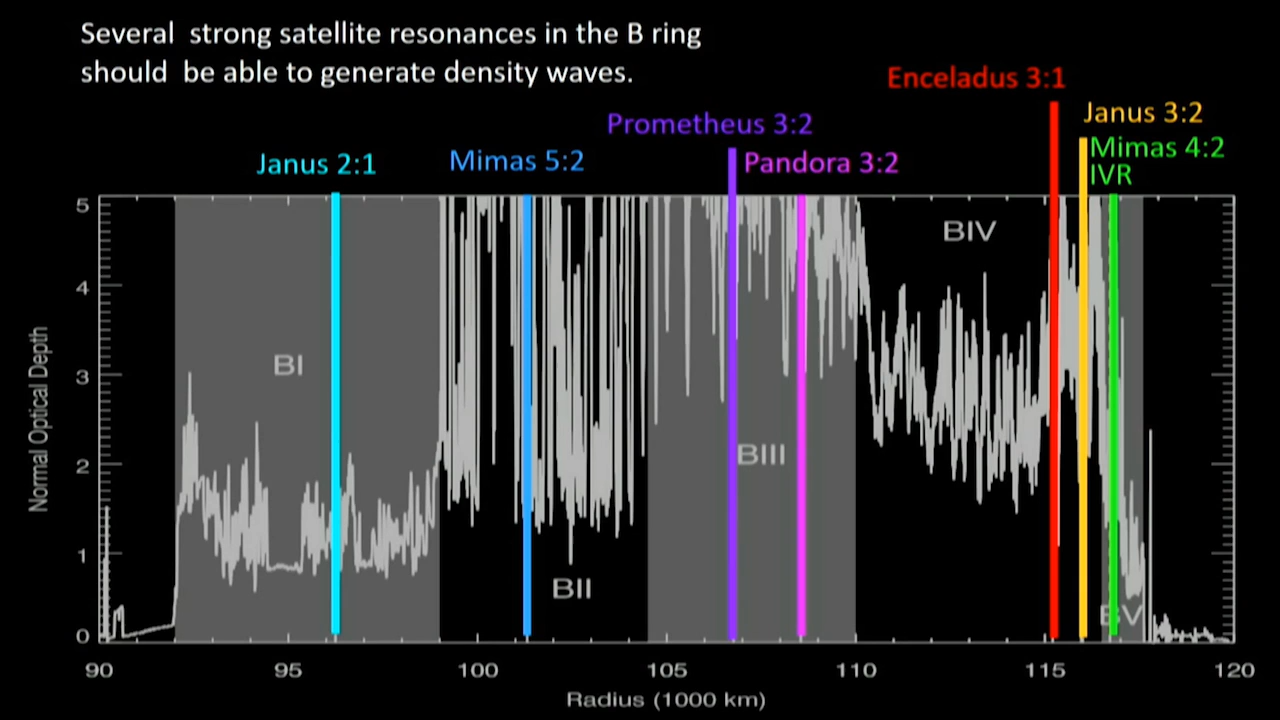 Several strong satellite resonances in the B ring
should be able to generate density waves.
Enceladus 3:1
Janus 3:2
Prometheus 3:2
Mimas 4:2
IVR
Janus 2:1
Mimas 5:2
Pandora 3:2
5
4
3
2
1
0
Normal Optical Depth
BI
BII
BIII
BIV
BV
90
95
100
105
110
115
120
Radius (1000 km)